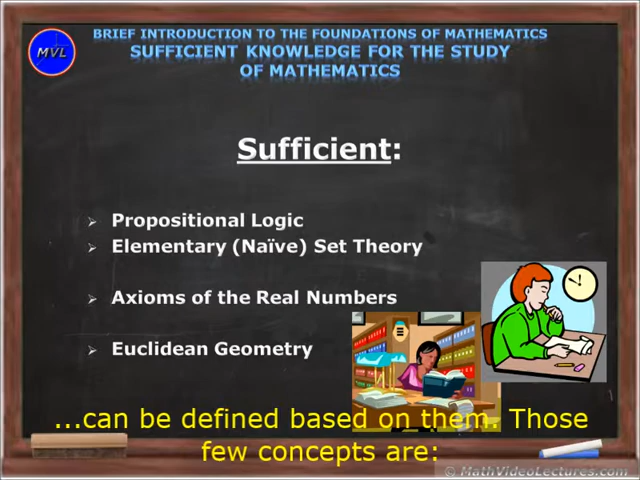 BRIEF INTRODUCTION TO THE FOUNDATIONS OF MATHEMATICS
SUFFICIENT KNOWLEDGE FOR THE STUDY
OF MATHEMATICS
MVL
Sufficient:
Propositional Logic
Elementary (Naïve) Set Theory
Axioms of the Real Numbers
Euclidean Geometry
...can be defined based on them. Those
few concepts are:
© MathVideoLectures.com